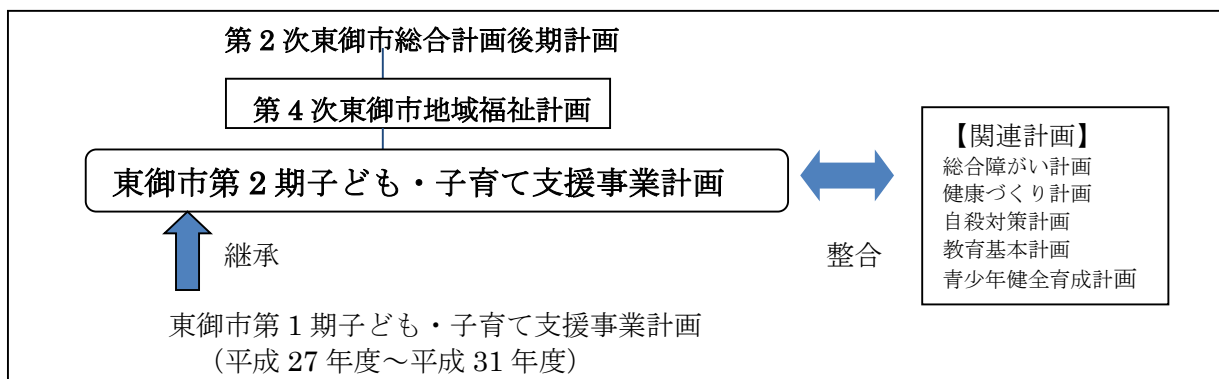 第2次東御市総合計画後期計画
第4次東御市地域福祉計画
東御市第2期子ども・子育て支援事業計画
継承
東御市第1期子ども・子育て支援事業計画
（平成27年度～平成31年度）
整合
【関連計画】
総合障がい計画
健康づくり計画
自殺対策計画
教育基本計画
青少年健全育成計画